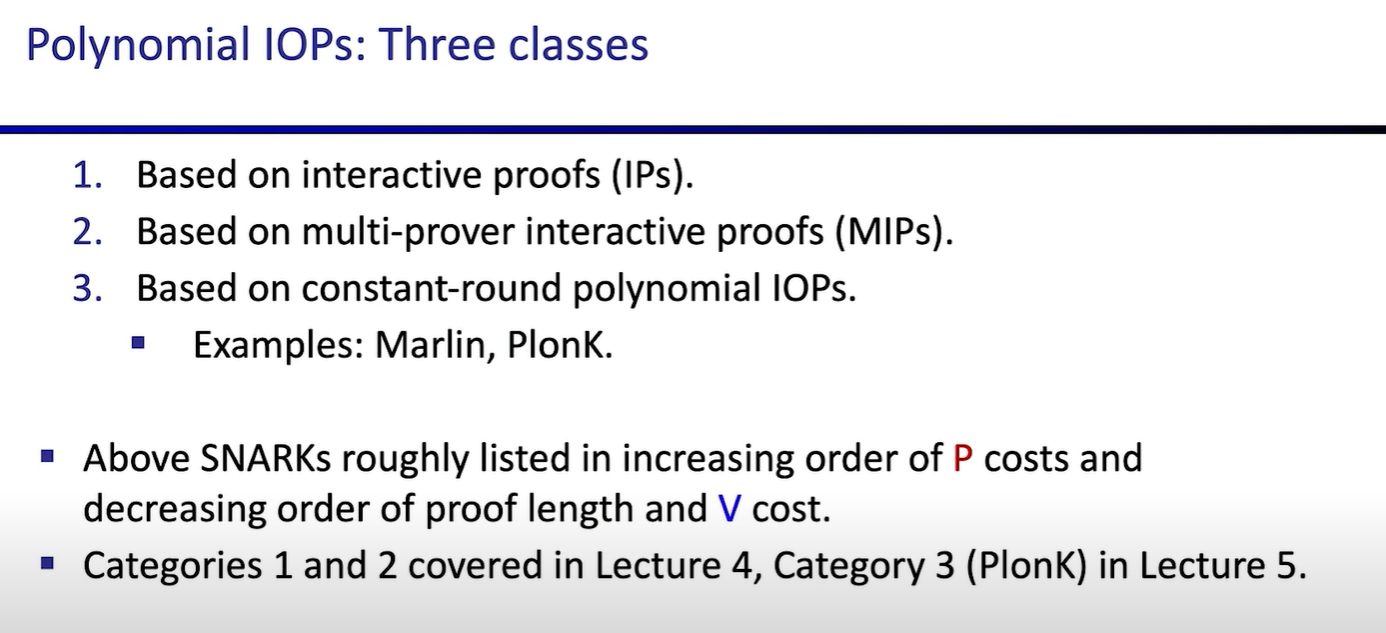 Polynomial IOPs: Three classes
1. Based on interactive proofs (IPs).
2. Based on multi-prover interactive proofs (MIPs).
3. Based on constant-round polynomial IOPs.
▪ Examples: Marlin, PlonK.
▪ Above SNARKs roughly listed in increasing order of P costs and
decreasing order of proof length and V cost.
▪ Categories 1 and 2 covered in Lecture 4, Category 3 (PlonK) in Lecture 5.